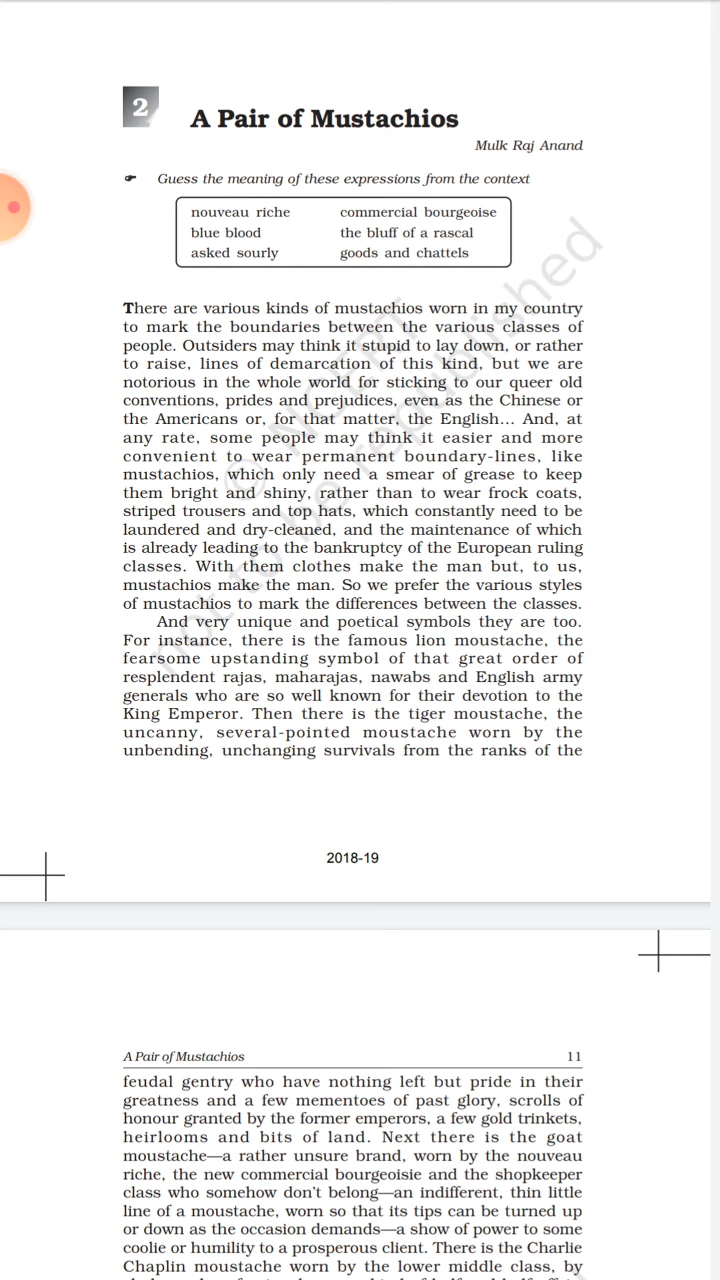 2
A Pair of Mustachios
Mulk Raj Anand
Guess the meaning of these expressions from the context
nouveau riche commercial bourgeoise
blue blood the bluff of a rascal
asked sourly goods and chattels
There are various kinds of mustachios worn in my country
to mark the boundaries between the various classes of
people. Outsiders may think it stupid to lay down, or rather
to raise, lines of demarcation of this kind, but we are
notorious in the whole world for sticking to our queer old
conventions, prides and prejudices, even as the Chinese or
the Americans or, for that matter, the English... And, at
any rate, some people may think it easier and more
convenient to wear permanent boundary-lines, like
mustachios, which only need a smear of grease to keep
them bright and shiny, rather than to wear frock coats,
striped trousers and top hats, which constantly need to be
laundered and dry-cleaned, and the maintenance of which
is already leading to the bankruptcy of the European ruling
classes. With them clothes make the man but, to us,
mustachios make the man. So we prefer the various styles
of mustachios to mark the differences between the classes.
And very unique and poetical symbols they are too.
For instance, there is the famous lion moustache, the
fearsome upstanding symbol of that great order of
resplendent rajas, maharajas, nawabs and English army
generals who are so well known for their devotion to the
King Emperor. Then there is the tiger moustache, the
uncanny, several-pointed moustache worn by the
unbending, unchanging survivals from the ranks of the
© NCERT
not to be republished
2018-19
A Pair of Mustachios 11
feudal gentry who have nothing left but pride in their
greatness and a few mementoes of past glory, scrolls of
honour granted by the former emperors, a few gold trinkets,
heirlooms and bits of land. Next there is the goat
moustache—a rather unsure brand, worn by the nouveau
riche, the new commercial bourgeoisie and the shopkeeper
class who somehow don't belong—an indifferent, thin little
line of a moustache, worn so that its tips can be turned up
or down as the occasion demands—a show of power to some
coolie or humility to a prosperous client. There is the Charlie
Chaplin moustache worn by the lower middle class, by